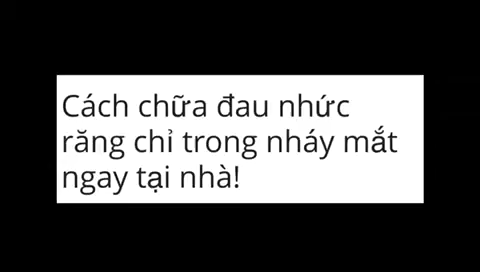 Cách chữa đau nhức
răng chỉ trong nháy mắt
ngay tại nhà!